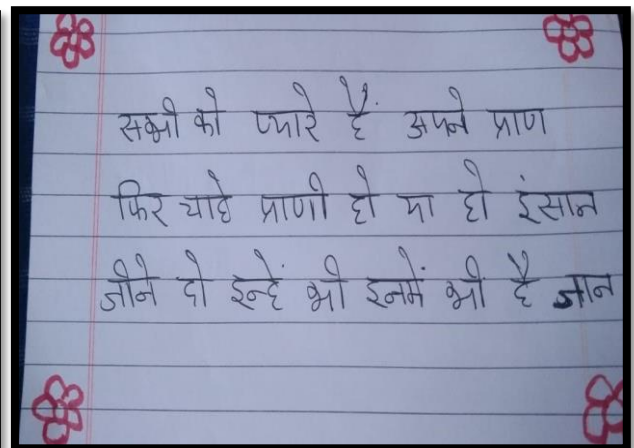 सभी को प्यारे हैं अपने प्राण
फिर चाहे प्राणी हो या हो इंसान
जीने दो इन्हें भी इनमें भी है जान